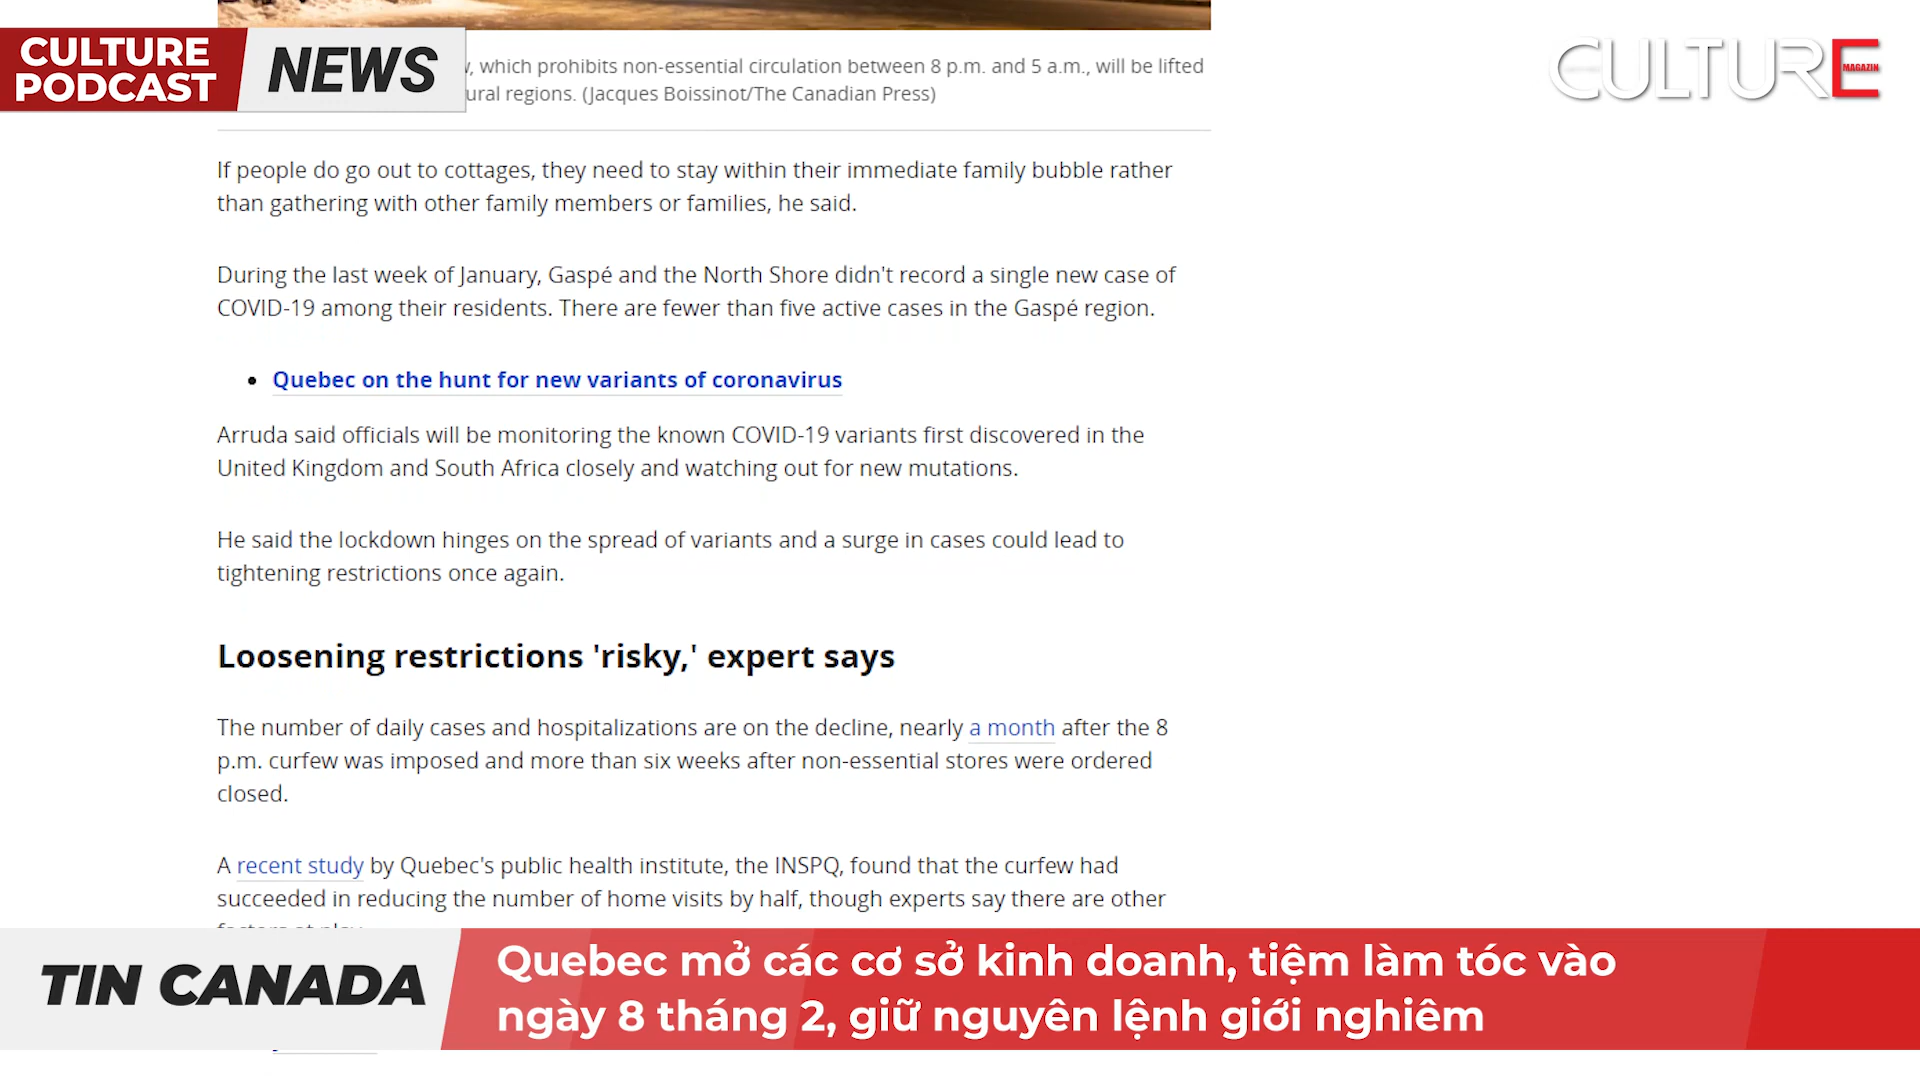 CULTURE
PODCAST
NEWS
CULTURE
MAGAZIN
, which prohibits non-essential circulation between 8 p.m. and 5 a.m., will be lifted
ural regions. (Jacques Boissinot/The Canadian Press)
If people do go out to cottages, they need to stay within their immediate family bubble rather
than gathering with other family members or families, he said.
During the last week of January, Gaspé and the North Shore didn't record a single new case of
COVID-19 among their residents. There are fewer than five active cases in the Gaspé region.
• Quebec on the hunt for new variants of coronavirus
Arruda said officials will be monitoring the known COVID-19 variants first discovered in the
United Kingdom and South Africa closely and watching out for new mutations.
He said the lockdown hinges on the spread of variants and a surge in cases could lead to
tightening restrictions once again.
Loosening restrictions 'risky,' expert says
The number of daily cases and hospitalizations are on the decline, nearly a month after the 8
p.m. curfew was imposed and more than six weeks after non-essential stores were ordered
closed.
A recent study by Quebec's public health institute, the INSPQ, found that the curfew had
succeeded in reducing the number of home visits by half, though experts say there are other
TIN CANADA
Quebec mở các cơ sở kinh doanh, tiệm làm tóc vào
ngày 8 tháng 2, giữ nguyên lệnh giới nghiêm